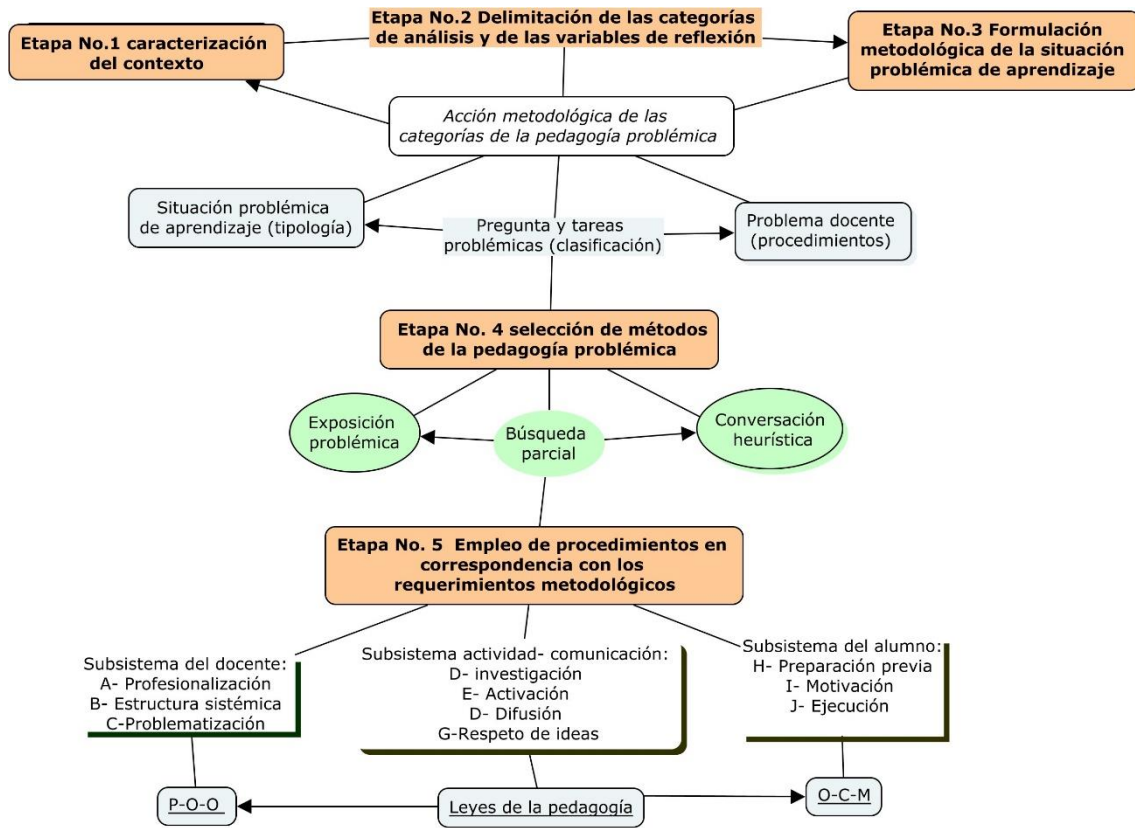 Etapa No.1 caracterización
del contexto
Etapa No.2 Delimitación de las categorías
de análisis y de las variables de reflexión
Etapa No.3 Formulación
metodológica de la situación
problémica de aprendizaje
Acción metodológica de las
categorías de la pedagogía problémica
Situación problémica
de aprendizaje (tipología)
Pregunta y tareas
problémicas (clasificación)
Problema docente
(procedimientos)
Etapa No. 4 selección de métodos
de la pedagogía problémica
Exposición
problémica
Búsqueda
parcial
Conversación
heurística
Etapa No. 5 Empleo de procedimientos en
correspondencia con los
requerimientos metodológicos
Subsistema del docente:
A- Profesionalización
B- Estructura sistémica
C-Problematización
Subsistema actividad- comunicación:
D- investigación
E- Activación
D- Difusión
G-Respeto de ideas
Subsistema del alumno:
H- Preparación previa
I- Motivación
J- Ejecución
P-O-O
Leyes de la pedagogía
O-C-M